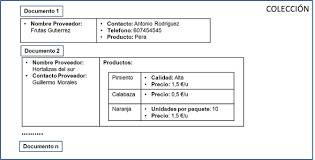 COLECCIÓN
Documento 1
• Nombre Proveedor:
Frutas Gutierrez
• Contacto: Antonio Rodríguez
• Telefono: 607454545
• Producto: Pera
Documento 2
• Nombre Proveedor:
Hortalizas del sur
• Contacto Proveedor:
Guillermo Morales
Productos:
Pimiento
• Calidad: Alta
• Precio: 1,5 €/u
Calabaza
• Precio: 0,5 €/u
Naranja
• Unidades por paquete: 10
• Precio: 1,5 €/u
..........
Documento n